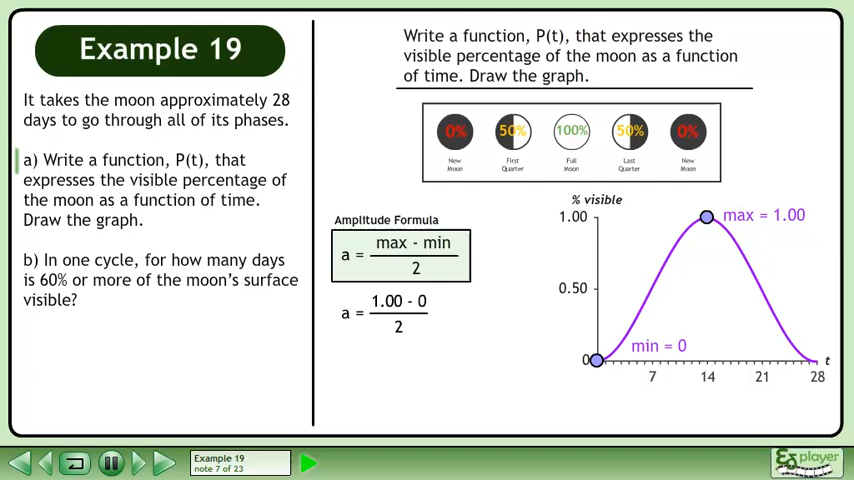 Example 19
It takes the moon approximately 28
days to go through all of its phases.
a) Write a function, P(t), that
expresses the visible percentage of
the moon as a function of time.
Draw the graph.
b) In one cycle, for how many days
is 60% or more of the moon's surface
visible?
Write a function, P(t), that expresses the
visible percentage of the moon as a function
of time. Draw the graph.
0% 50% 100% 50% 0%
New Moon First Quarter Full Moon Last Quarter New Moon
Amplitude Formula
a = max - min / 2
a = 1.00 - 0 / 2
% visible
1.00
max = 1.00
0.50
min = 0
0
t
7 14 21 28
Example 19
note 7 of 23
player